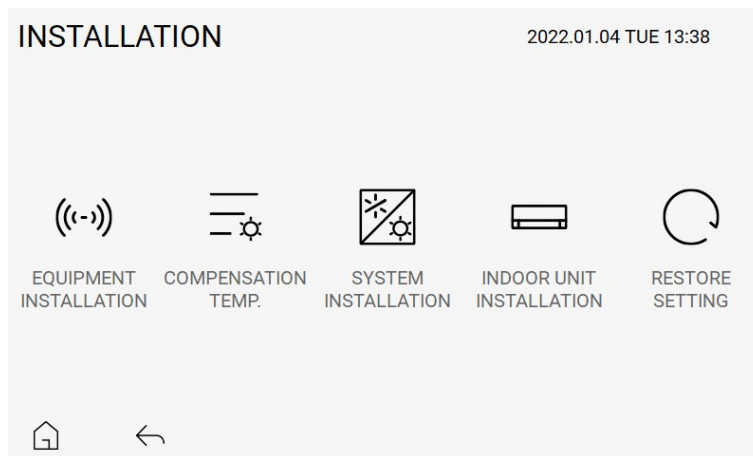 INSTALLATION
2022.01.04 TUE 13:38
EQUIPMENT
INSTALLATION
COMPENSATION
TEMP.
SYSTEM
INSTALLATION
INDOOR UNIT
INSTALLATION
RESTORE
SETTING